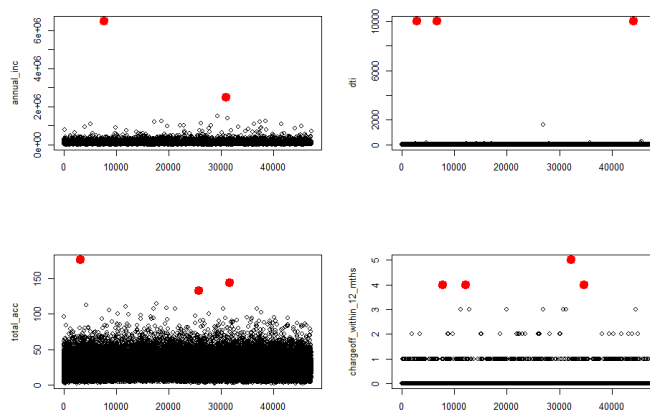 annual_inc
0e+00 2e+06 4e+06 6e+06
0 10000 20000 30000 40000
dti
0 2000 6000 10000
0 10000 20000 30000 40000
total_acc
0 50 100 150
0 10000 20000 30000 40000
chargeoff_within_12_mths
0 1 2 3 4 5
0 10000 20000 30000 40000